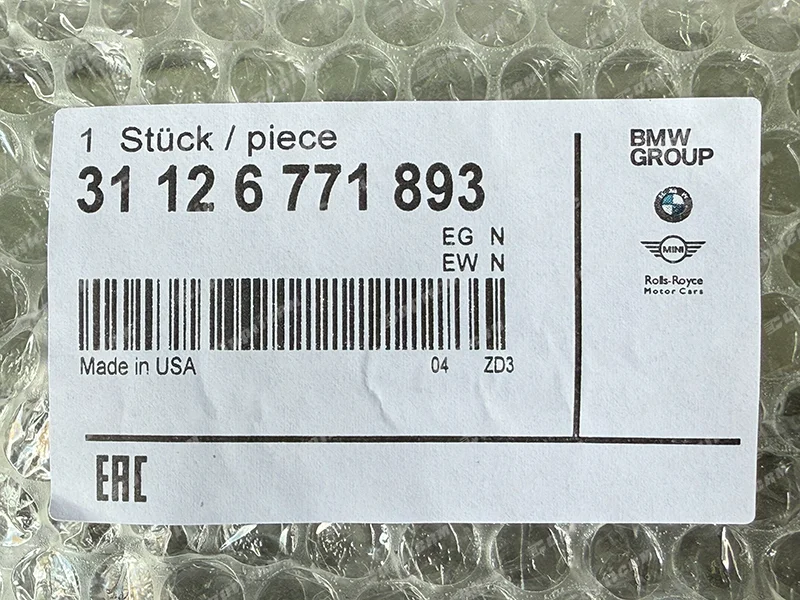 1 Stück / piece
31 12 6 771 893
EG N
EW N
Made in USA 04 ZD3
EAC
BMW
GROUP
BMW
MINI
Rolls-Royce
Motor Cars